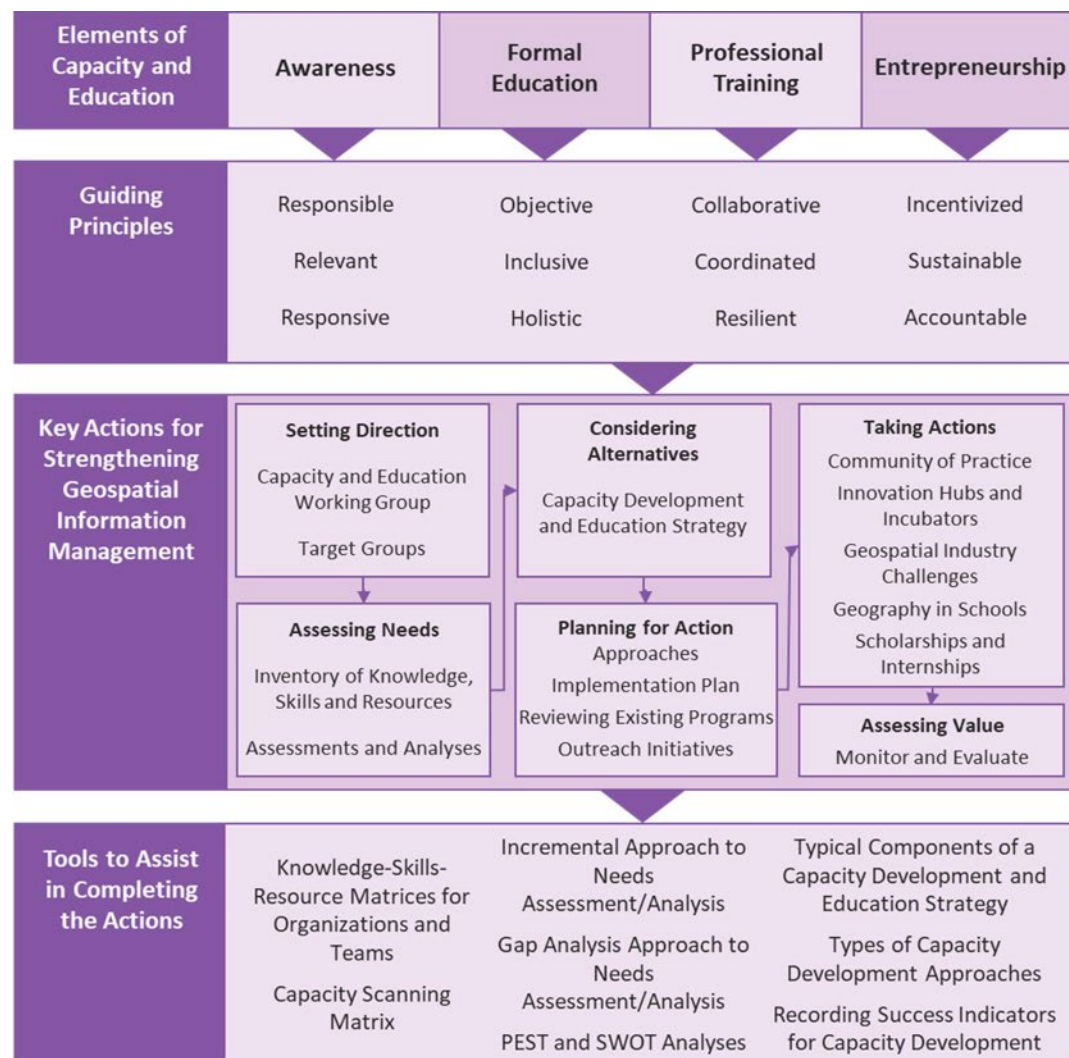 Elements of
Capacity and
Education
Awareness
Formal
Education
Professional
Training
Entrepreneurship
Guiding
Principles
Responsible
Objective
Collaborative
Incentivized
Relevant
Inclusive
Coordinated
Sustainable
Responsive
Holistic
Resilient
Accountable
Key Actions for
Strengthening
Geospatial
Information
Management
Setting Direction
Capacity and Education
Working Group
Target Groups
Assessing Needs
Inventory of Knowledge,
Skills and Resources
Assessments and Analyses
Considering
Alternatives
Capacity Development
and Education Strategy
Planning for Action
Approaches
Implementation Plan
Reviewing Existing Programs
Outreach Initiatives
Taking Actions
Community of Practice
Innovation Hubs and
Incubators
Geospatial Industry
Challenges
Geography in Schools
Scholarships and
Internships
Assessing Value
Monitor and Evaluate
Tools to Assist
in Completing
the Actions
Knowledge-Skills-
Resource Matrices for
Organizations and
Teams
Capacity Scanning
Matrix
Incremental Approach to
Needs
Assessment/Analysis
Gap Analysis Approach to
Needs
Assessment/Analysis
PEST and SWOT Analyses
Typical Components of a
Capacity Development and
Education Strategy
Types of Capacity
Development Approaches
Recording Success Indicators
for Capacity Development